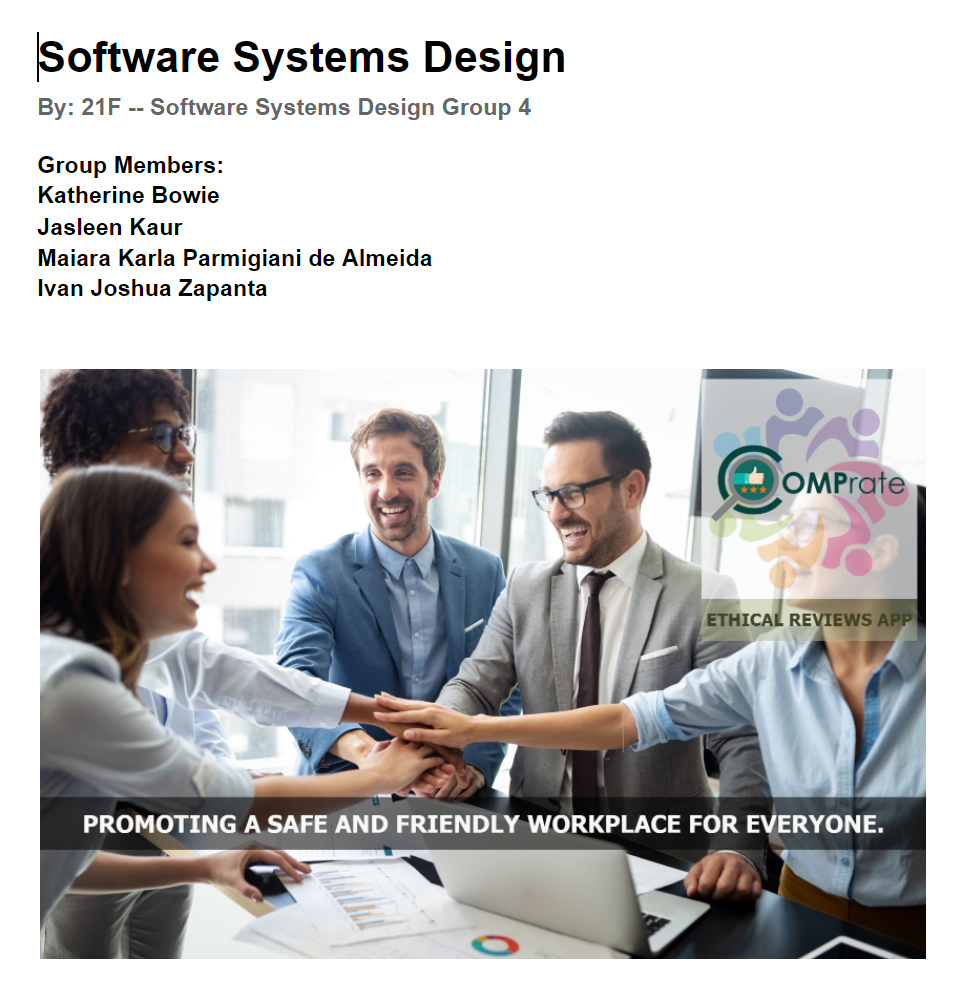 Software Systems Design
By: 21F -- Software Systems Design Group 4
Group Members:
Katherine Bowie
Jasleen Kaur
Maiara Karla Parmigiani de Almeida
Ivan Joshua Zapanta
COMPrate
ETHICAL REVIEWS APP
PROMOTING A SAFE AND FRIENDLY WORKPLACE FOR EVERYONE.